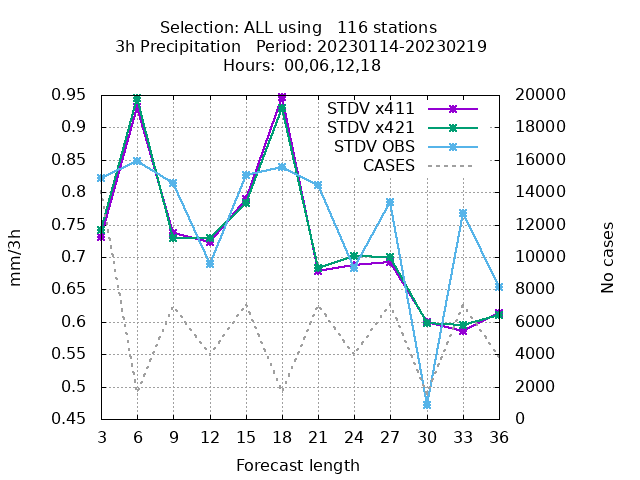 Selection: ALL using   116 stations
3h Precipitation   Period: 20230114-20230219
Hours:  00,06,12,18
STDV x411
STDV x421
STDV OBS
CASES
0.95
0.9
0.85
0.8
0.75
0.7
0.65
0.6
0.55
0.5
0.45
20000
18000
16000
14000
12000
10000
8000
6000
4000
2000
0
mm/3h
No cases
3 6 9 12 15 18 21 24 27 30 33 36
Forecast length